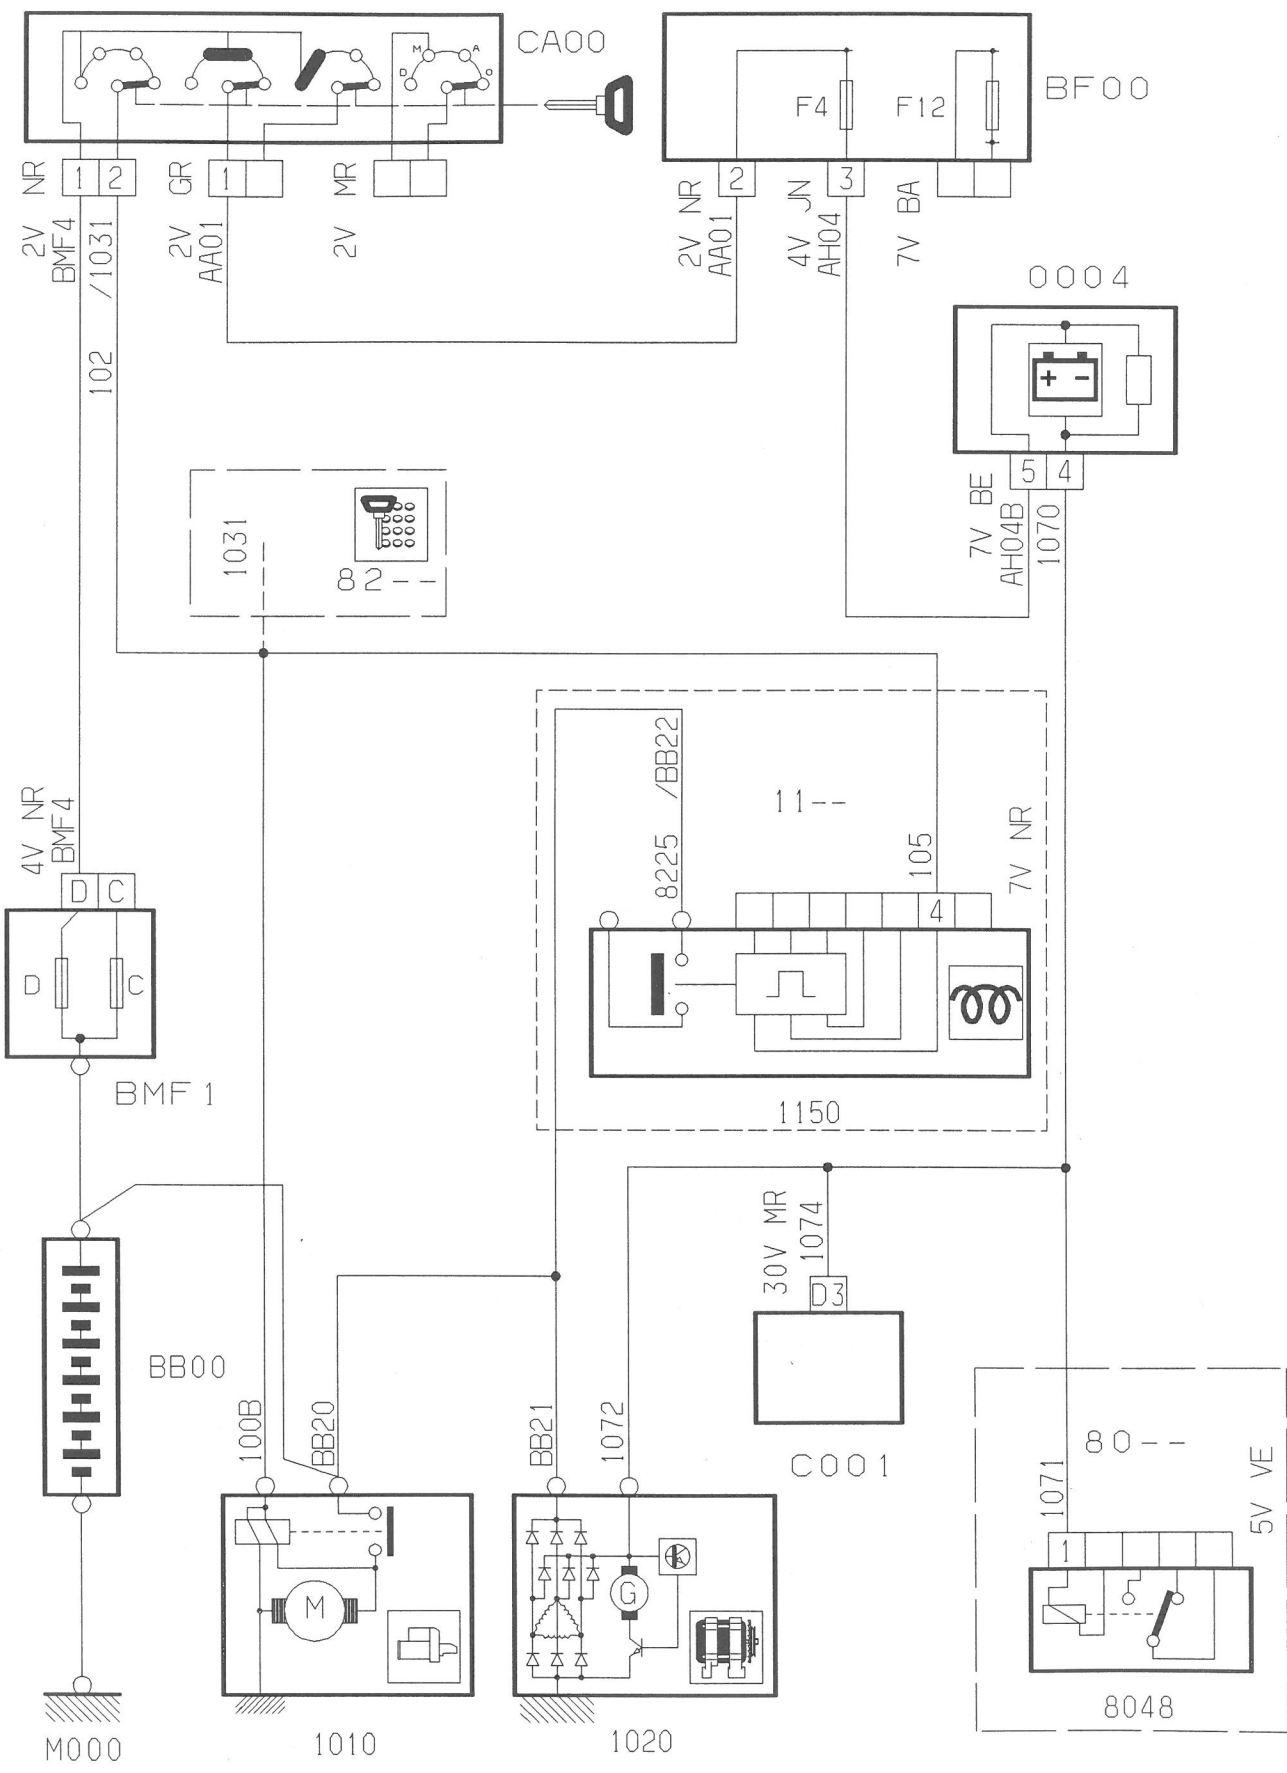 CA00
M
A
D
O
F4
F12
BF00
1
2
1
2
3
2V NR
BMF4
/1031
102
2V GR
AA01
2V MR
2V NR
AA01
4V JN
AH04
7V BA
0004
+ -
5
4
7V BE
AH04B
1070
1031
82--
4V NR
BMF4
D
C
D
C
BMF1
/BB22
8225
11--
105
7V NR
4
1150
30V MR
1074
D3
C001
BB00
100B
BB20
BB21
1072
80--
1071
5V VE
1
M
G
8048
M000
1010
1020